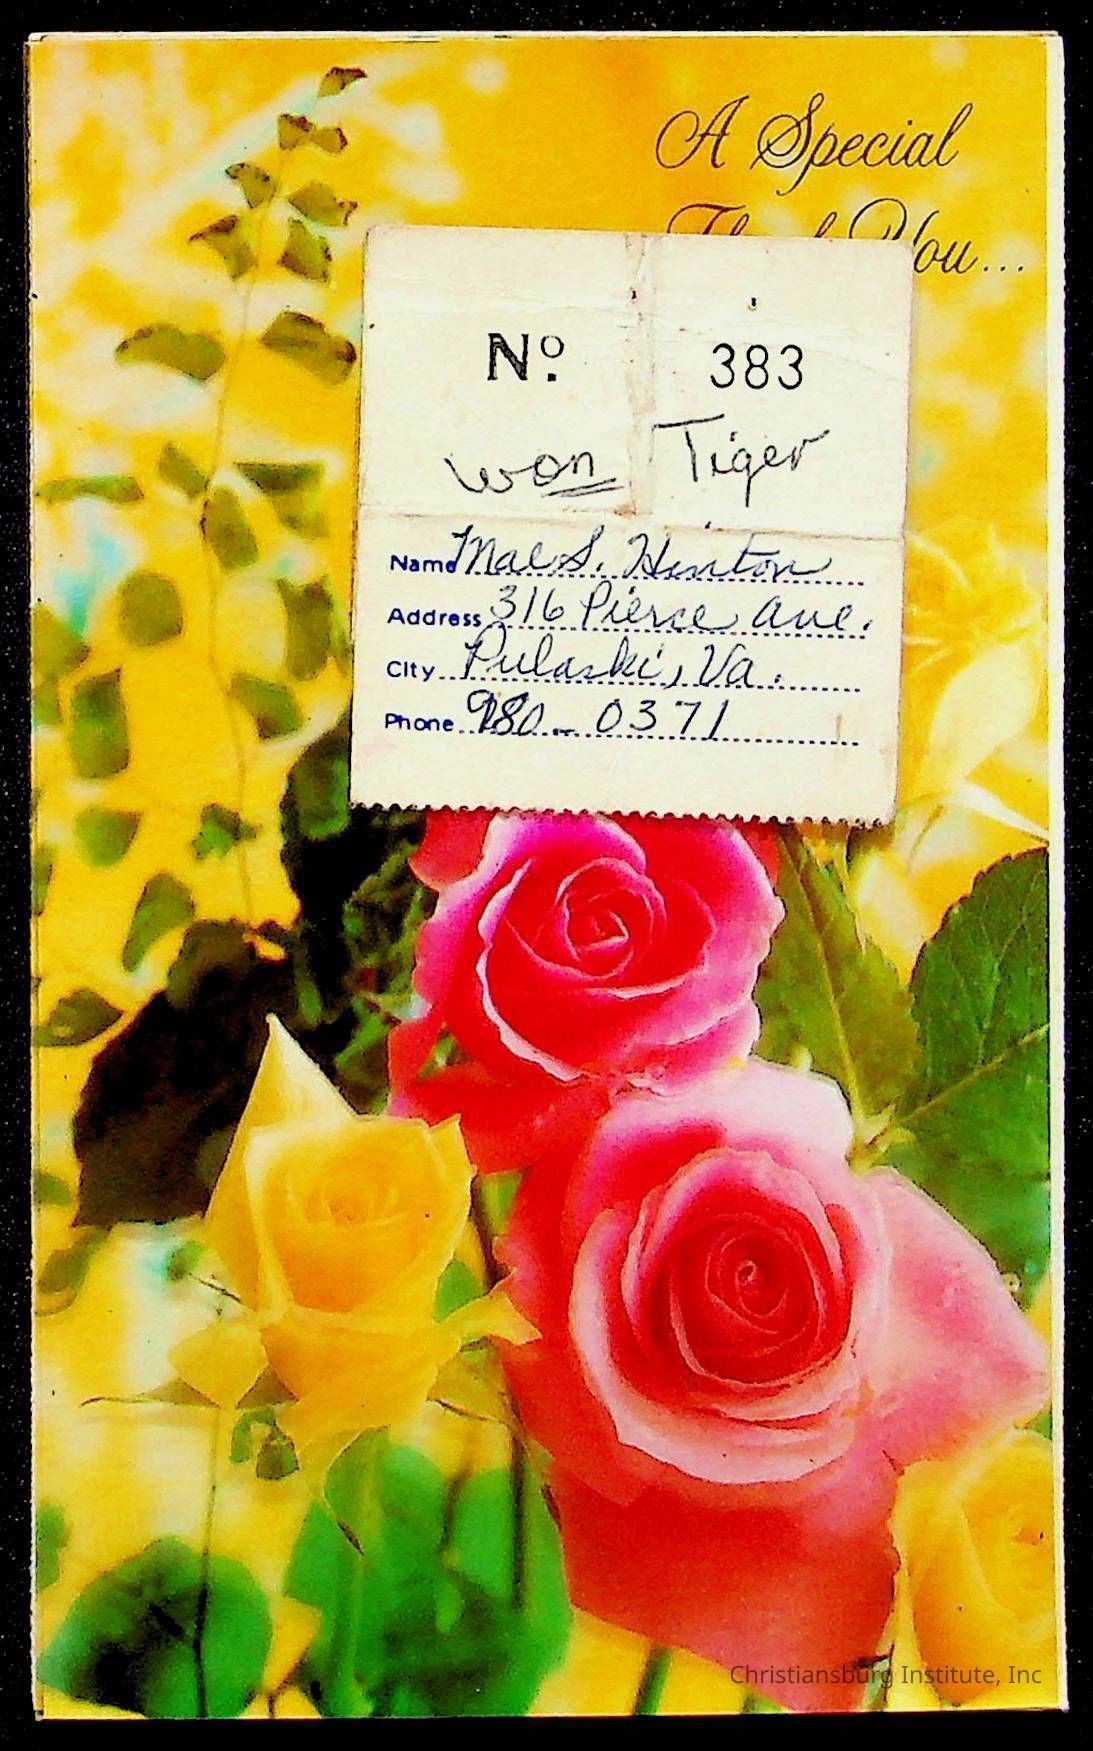 A Special
Thank You...
Nº. 383
won Tiger
Name Mae S. Hinton
Address 316 Pierce Ave.
City Pulaski, Va.
Phone 980-0371
Christiansburg Institute, Inc